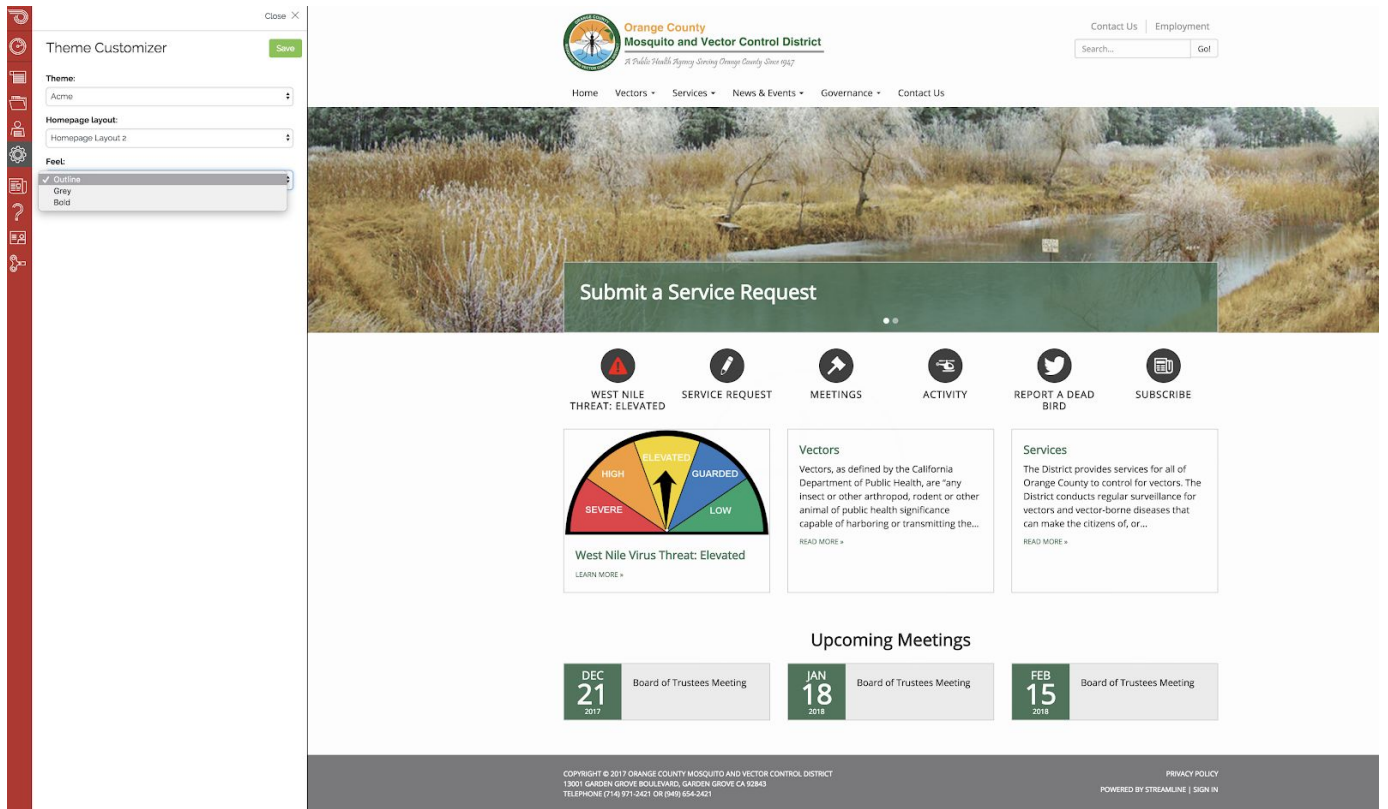 Close ×
Theme Customizer
Save
Theme:
Acme
Homepage layout:
Homepage Layout 2
Feel:
✓ Outline
Grey
Bold
Orange County
Mosquito and Vector Control District
A Public Health Agency Serving Orange County Since 1947
Contact Us | Employment
Search...
Go!
Home
Vectors
Services
News & Events
Governance
Contact Us
Submit a Service Request
WEST NILE
THREAT: ELEVATED
SERVICE REQUEST
MEETINGS
ACTIVITY
REPORT A DEAD
BIRD
SUBSCRIBE
SEVERE
HIGH
ELEVATED
GUARDED
LOW
West Nile Virus Threat: Elevated
LEARN MORE »
Vectors
Vectors, as defined by the California
Department of Public Health, are "any
insect or other arthropod, rodent or other
animal of public health significance
capable of harboring or transmitting the...
READ MORE »
Services
The District provides services for all of
Orange County to control for vectors. The
District conducts regular surveillance for
vectors and vector-borne diseases that
can make the citizens of, or...
READ MORE »
Upcoming Meetings
DEC
21
2017
Board of Trustees Meeting
JAN
18
2018
Board of Trustees Meeting
FEB
15
2018
Board of Trustees Meeting
COPYRIGHT © 2017 ORANGE COUNTY MOSQUITO AND VECTOR CONTROL DISTRICT
13001 GARDEN GROVE BOULEVARD, GARDEN GROVE CA 92843
TELEPHONE (714) 971-2421 OR (949) 654-2421
PRIVACY POLICY
POWERED BY STREAMLINE | SIGN IN